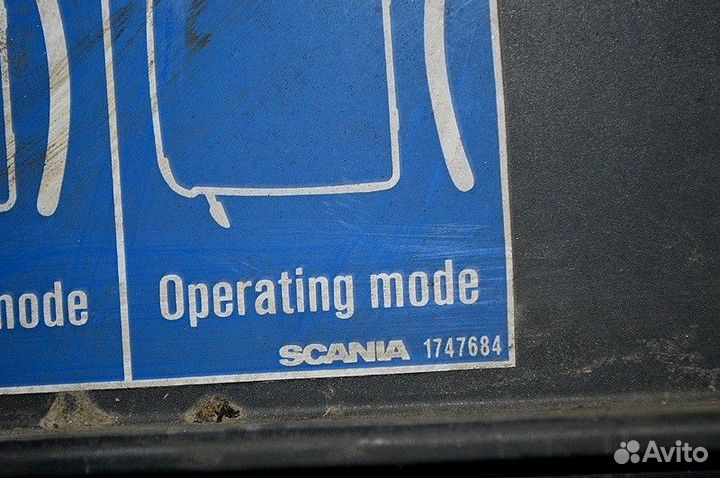 mode
Operating mode
SCANIA 1747684
Avito